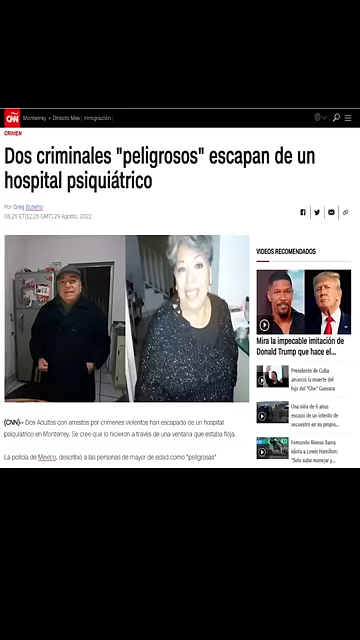 CNN
Monterrey
Directo Mex
Inmigración
CRIMEN
Dos criminales "peligrosos" escapan de un
hospital psiquiátrico
Por Greg Botelho
29 Agosto, 2022
(CNN)— Dos Adultos con arrestos por crimenes violentos han escapado de un hospital
psiquiatrico en Monterrey. Se cree que lo hicieron a través de una ventana que estaba floja.
La policia de Mexico, describió a las personas de mayor de edad como "peligrosas"
VIDEOS RECOMENDADOS
Mira la impecable imitación de
Donald Trump que hace el...
Presidente de Cuba
anunció la muerte del
hijo del "Che" Guevara
Una niña de 6 años
escapa de un intento de
secuestro en su propio...
Fernando Alonso llama
idiota a Lewis Hamilton:
"Solo sabe manejar y...